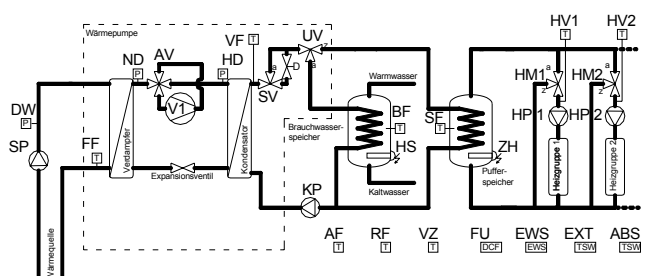 Wärmepumpe
ND
AV
HD
VF
T
UV
z
a
HV1
T
HV2
T
P
P
a
D
SV
a
HM1
z
a
HM2
z
V1
Warmwasser
DW
P
Verdampfer
Kondensator
Brauchwasser-
speicher
BF
T
SF
T
HP 1
HP 2
SP
FF
T
HS
ZH
Expansionsventil
Puffer-
speicher
Heizgruppe 1
Heizgruppe 2
Kaltwasser
KP
Wärmequelle
AF
RF
VZ
FU
EWS
EXT
ABS
T
T
T
DCF
EWS
TSW
TSW